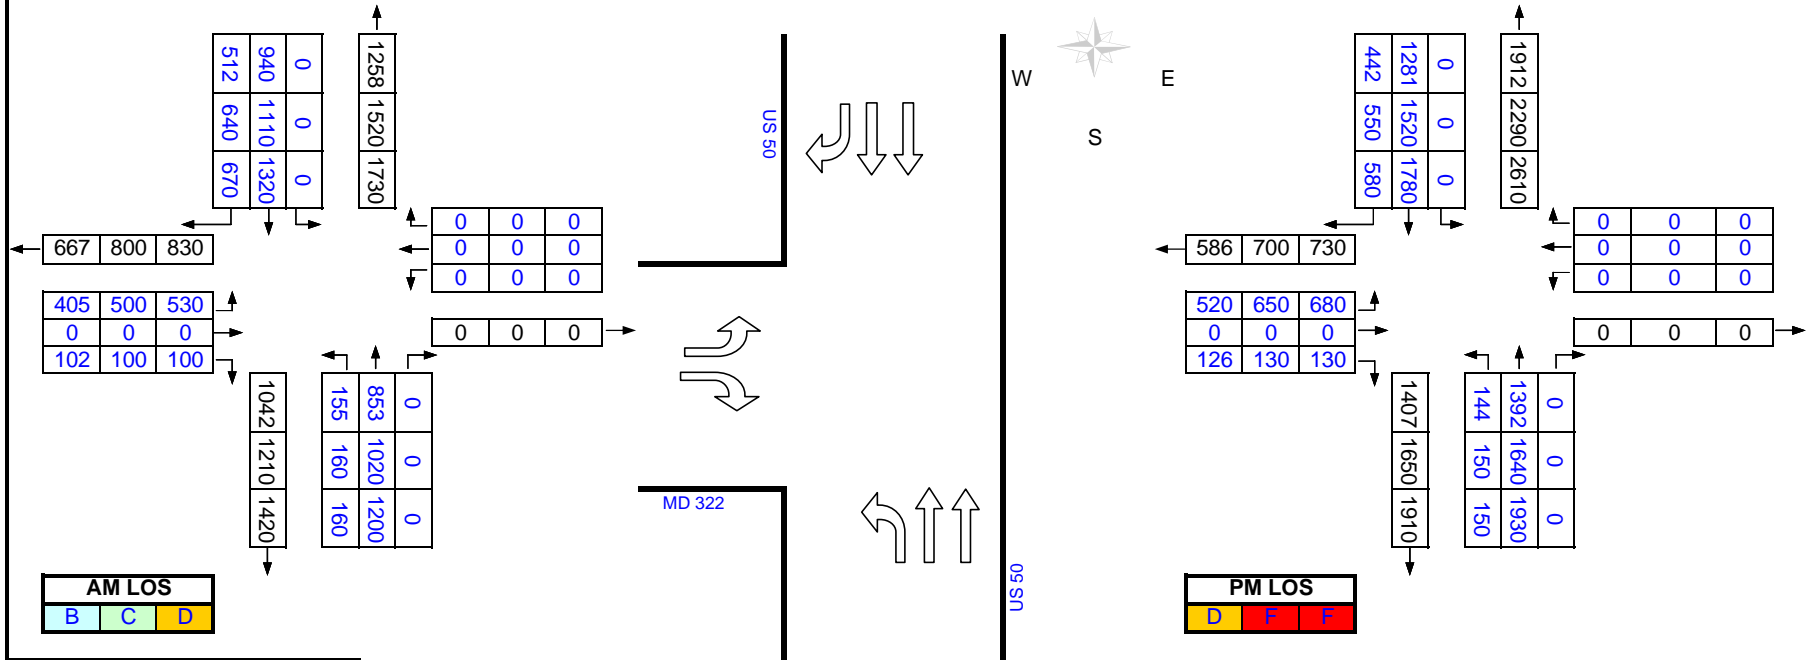 512 940 0
640 1110 0
670 1320 0
1258 1520 1730
667 800 830
0 0 0
0 0 0
0 0 0
405 500 530
0 0 0
102 100 100
0 0 0
1042 1210 1420
155 853 0
160 1020 0
160 1200 0
AM LOS
B C D
US 50
MD 322
US 50
W E
S
442 1281 0
550 1520 0
580 1780 0
1912 2290 2610
586 700 730
0 0 0
0 0 0
0 0 0
520 650 680
0 0 0
126 130 130
0 0 0
1407 1650 1910
144 1392 0
150 1640 0
150 1930 0
PM LOS
D F F